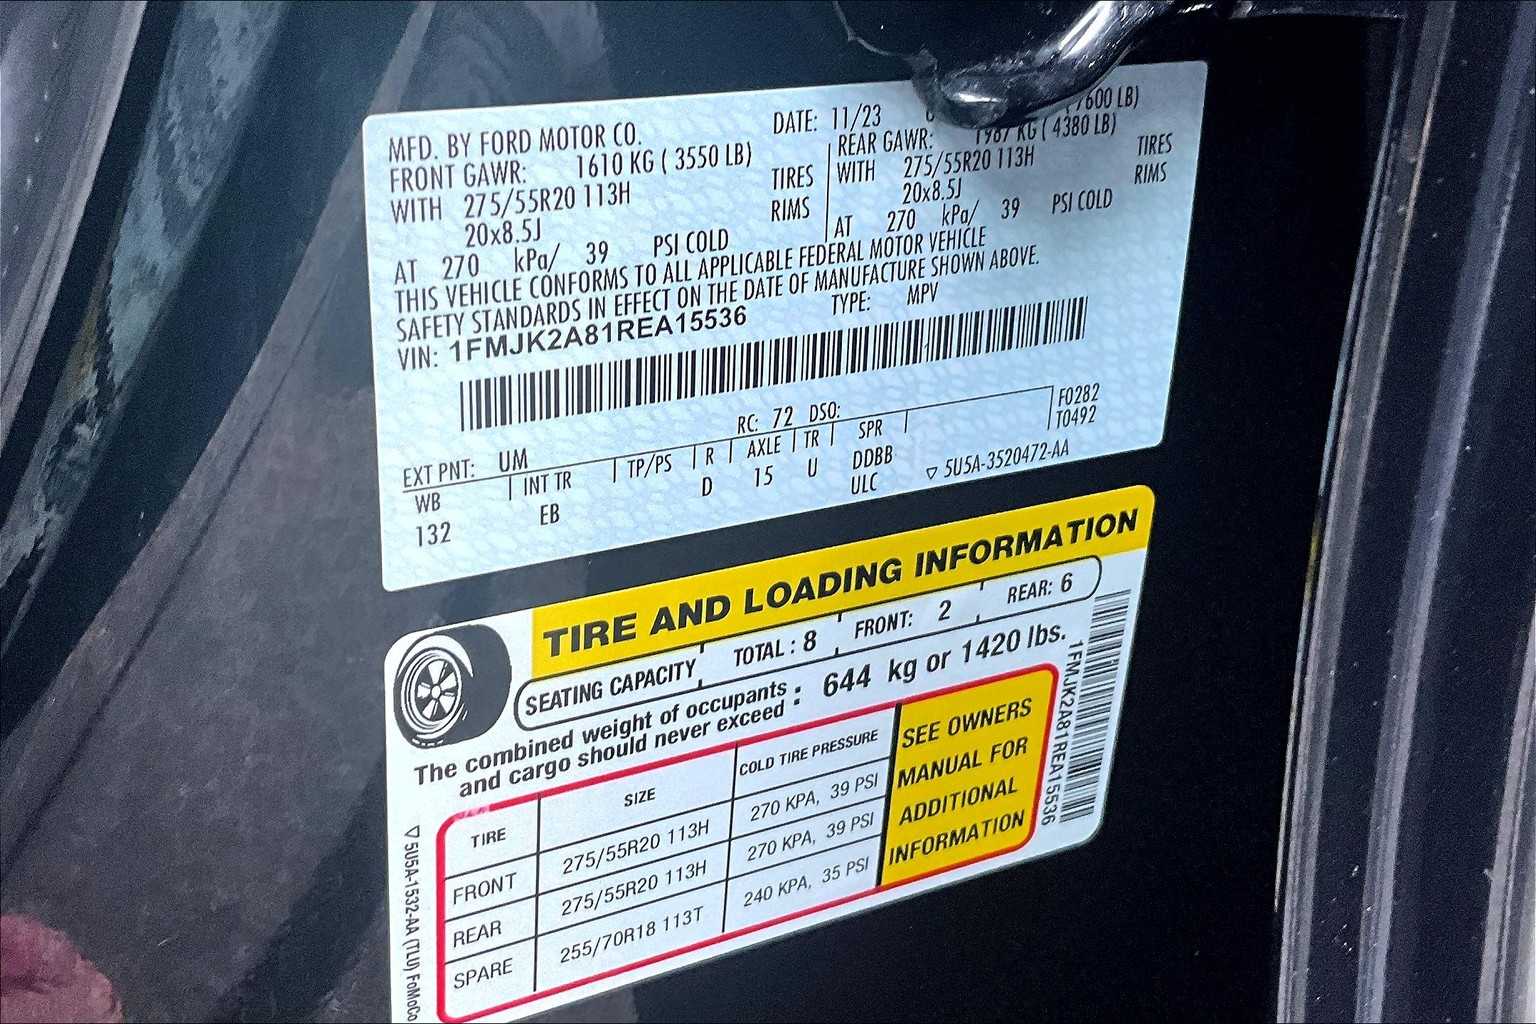 MFD. BY FORD MOTOR CO.
DATE: 11/23
7600 LB)
FRONT GAWR: 1610 KG ( 3550 LB)
REAR GAWR: 1987 KG ( 4380 LB)
WITH 275/55R20 113H TIRES
WITH 275/55R20 113H TIRES
20x8.5J RIMS
20x8.5J RIMS
AT 270 kPa/ 39 PSI COLD
AT 270 kPa/ 39 PSI COLD
THIS VEHICLE CONFORMS TO ALL APPLICABLE FEDERAL MOTOR VEHICLE
SAFETY STANDARDS IN EFFECT ON THE DATE OF MANUFACTURE SHOWN ABOVE.
VIN: 1FMJK2A81REA15536
TYPE: MPV
EXT PNT: UM RC: 72 DSO:
F0282
T0492
WB INT TR TP/PS R AXLE TR SPR
132 EB D 15 U DDBB
ULC
5U5A-3520472-AA
TIRE AND LOADING INFORMATION
SEATING CAPACITY TOTAL : 8 FRONT: 2 REAR: 6
The combined weight of occupants
and cargo should never exceed : 644 kg or 1420 lbs.
TIRE SIZE COLD TIRE PRESSURE
FRONT 275/55R20 113H 270 KPA, 39 PSI
REAR 275/55R20 113H 270 KPA, 39 PSI
SPARE 255/70R18 113T 240 KPA, 35 PSI
SEE OWNERS
MANUAL FOR
ADDITIONAL
INFORMATION
1FMJK2A81REA15536
5U5A-1532-AA (TLU) FoMoCo